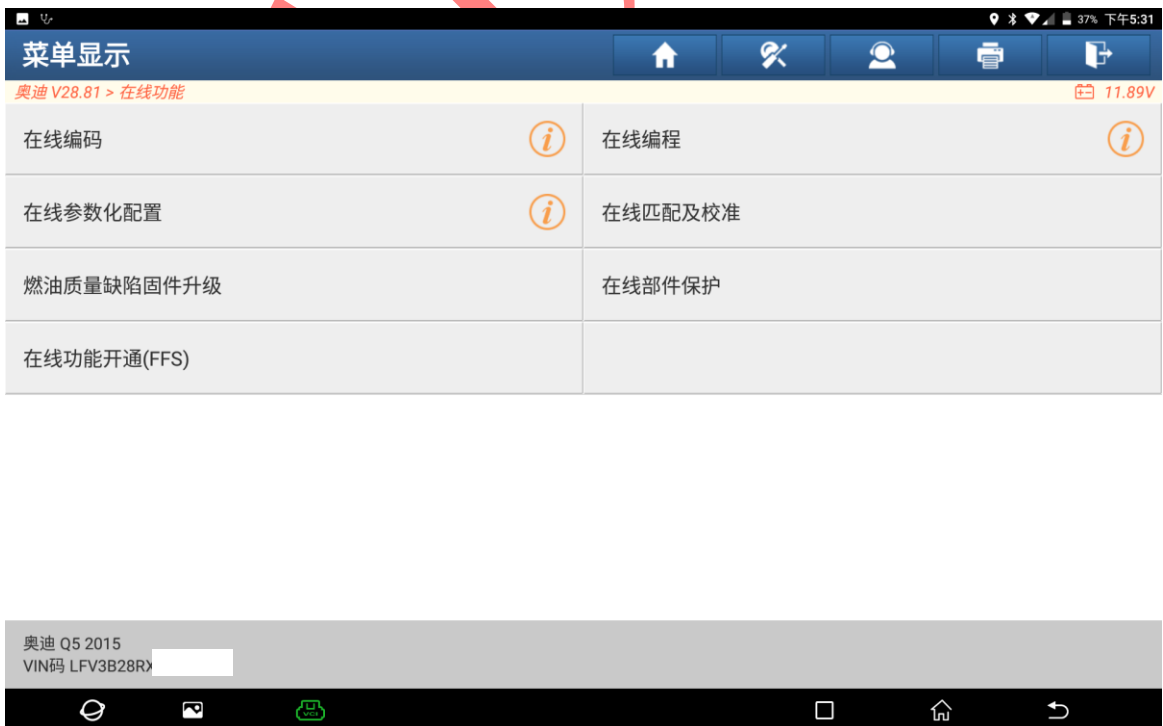 37% 下午5:31
菜单显示
奥迪 V28.81 > 在线功能
11.89V
在线编码
在线编程
在线参数化配置
在线匹配及校准
燃油质量缺陷固件升级
在线部件保护
在线功能开通(FFS)
奥迪 Q5 2015
VIN码 LFV3B28RX
VCI